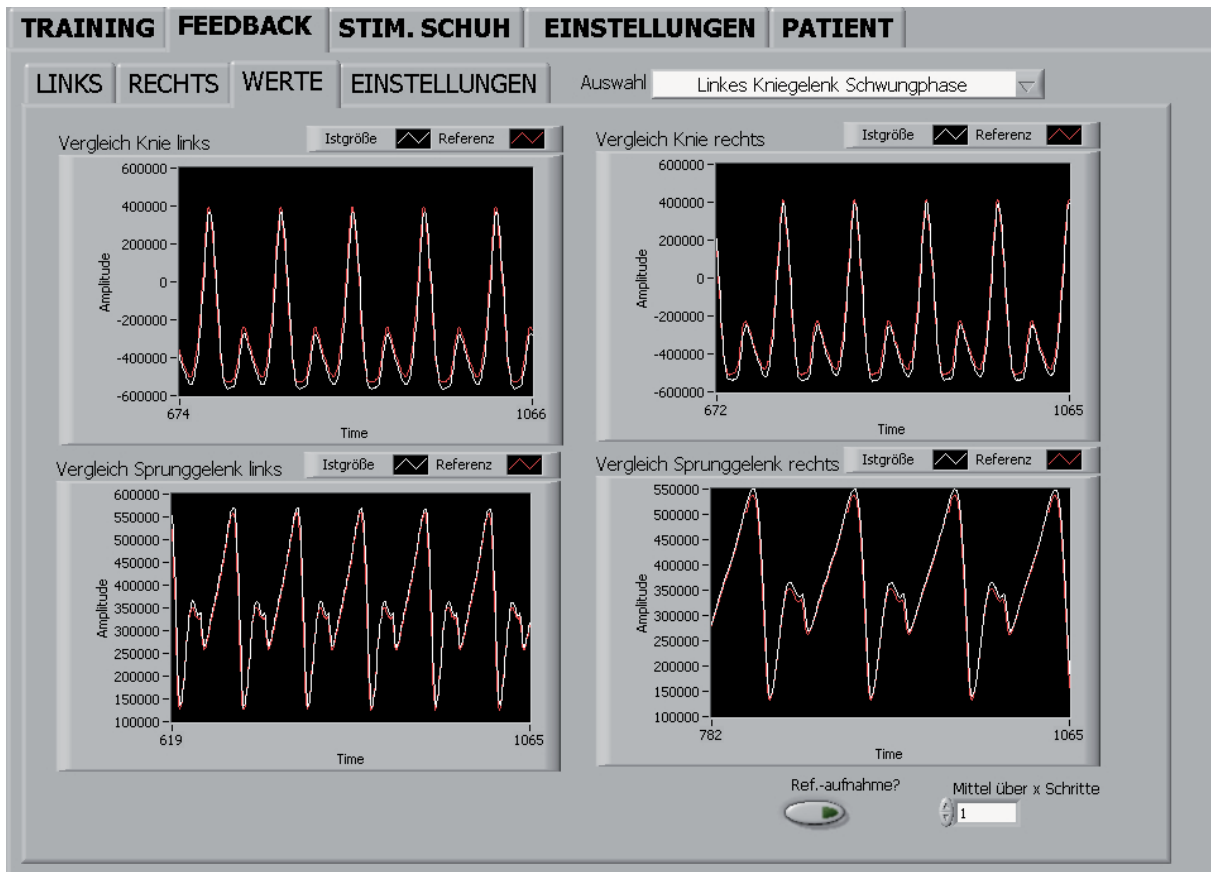 TRAINING FEEDBACK STIM. SCHUH EINSTELLUNGEN PATIENT
LINKS RECHTS WERTE EINSTELLUNGEN Auswahl Linkes Kniegelenk Schwungphase
Vergleich Knie links Istgröße Referenz
600000
400000
200000
0
-200000
-400000
-600000
Amplitude
674 1066
Time
Vergleich Knie rechts Istgröße Referenz
600000
400000
200000
0
-200000
-400000
-600000
Amplitude
672 1065
Time
Vergleich Sprunggelenk links Istgröße Referenz
600000
550000
500000
450000
400000
350000
300000
250000
200000
150000
100000
Amplitude
619 1065
Time
Vergleich Sprunggelenk rechts Istgröße Referenz
550000
500000
450000
400000
350000
300000
250000
200000
150000
100000
Amplitude
782 1065
Time
Ref.-aufnahme? Mittel über x Schritte
1